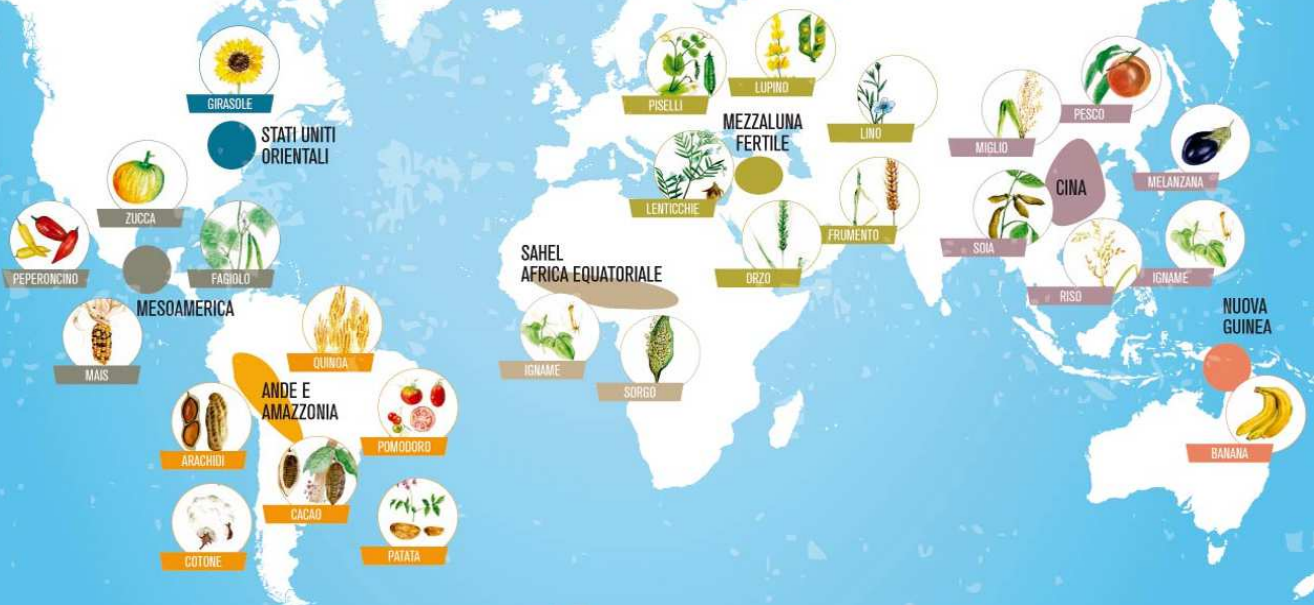 GIRASOLE
STATI UNITI
ORIENTALI
ZUCCA
PEPERONCINO
FAGIOLO
MESOAMERICA
MAIS
QUINOA
ANDE E
AMAZZONIA
ARACHIDI
POMODORO
CACAO
COTONE
PATATA
PISELLI
LUPINO
MEZZALUNA
FERTILE
LINO
LENTICCHIE
FRUMENTO
ORZO
SAHEL
AFRICA EQUATORIALE
IGNAME
SORGO
PESCO
MIGLIO
CINA
MELANZANA
SOIA
RISO
IGNAME
NUOVA
GUINEA
BANANA